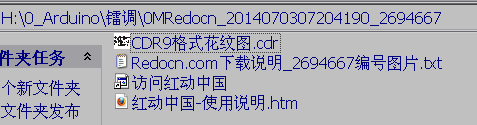 H:\0_Arduino\镭调\0MRedocn_2014070307204190_2694667
件夹任务
个新文件夹
文件夹发布
CDR9格式花纹图.cdr
Redocn.com下载说明_2694667编号图片.txt
访问红动中国
红动中国-使用说明.htm